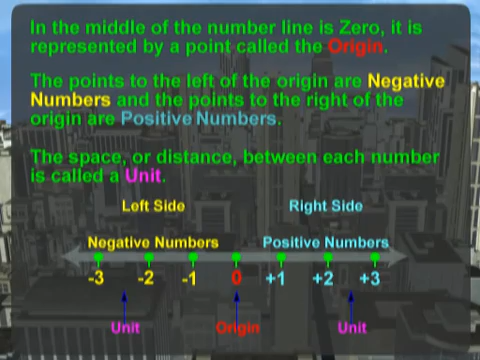 In the middle of the number line is Zero, it is
represented by a point called the Origin.
The points to the left of the origin are Negative
Numbers and the points to the right of the
origin are Positive Numbers.
The space, or distance, between each number
is called a Unit.
Left Side Right Side
Negative Numbers Positive Numbers
-3 -2 -1 0 +1 +2 +3
Unit Origin Unit